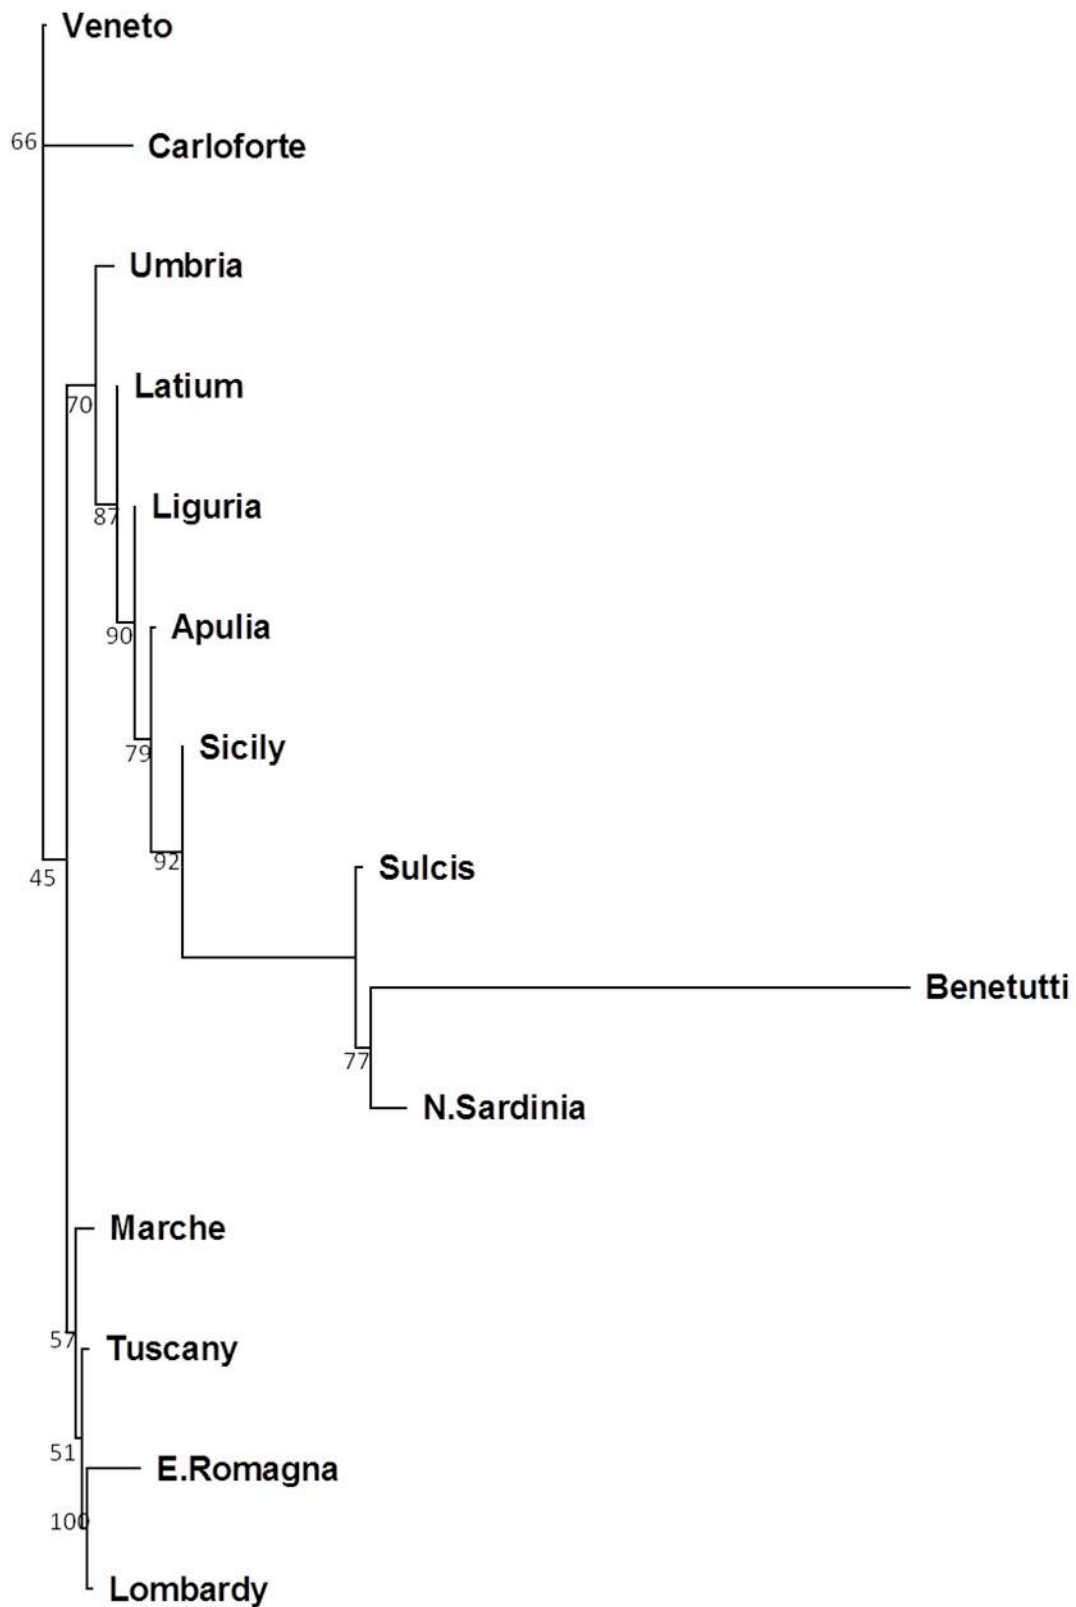 Veneto
66
Carloforte
Umbria
Latium
70
Liguria
87
Apulia
90
Sicily
79
92
Sulcis
45
Benetutti
77
N.Sardinia
Marche
57
Tuscany
51
E.Romagna
100
Lombardy